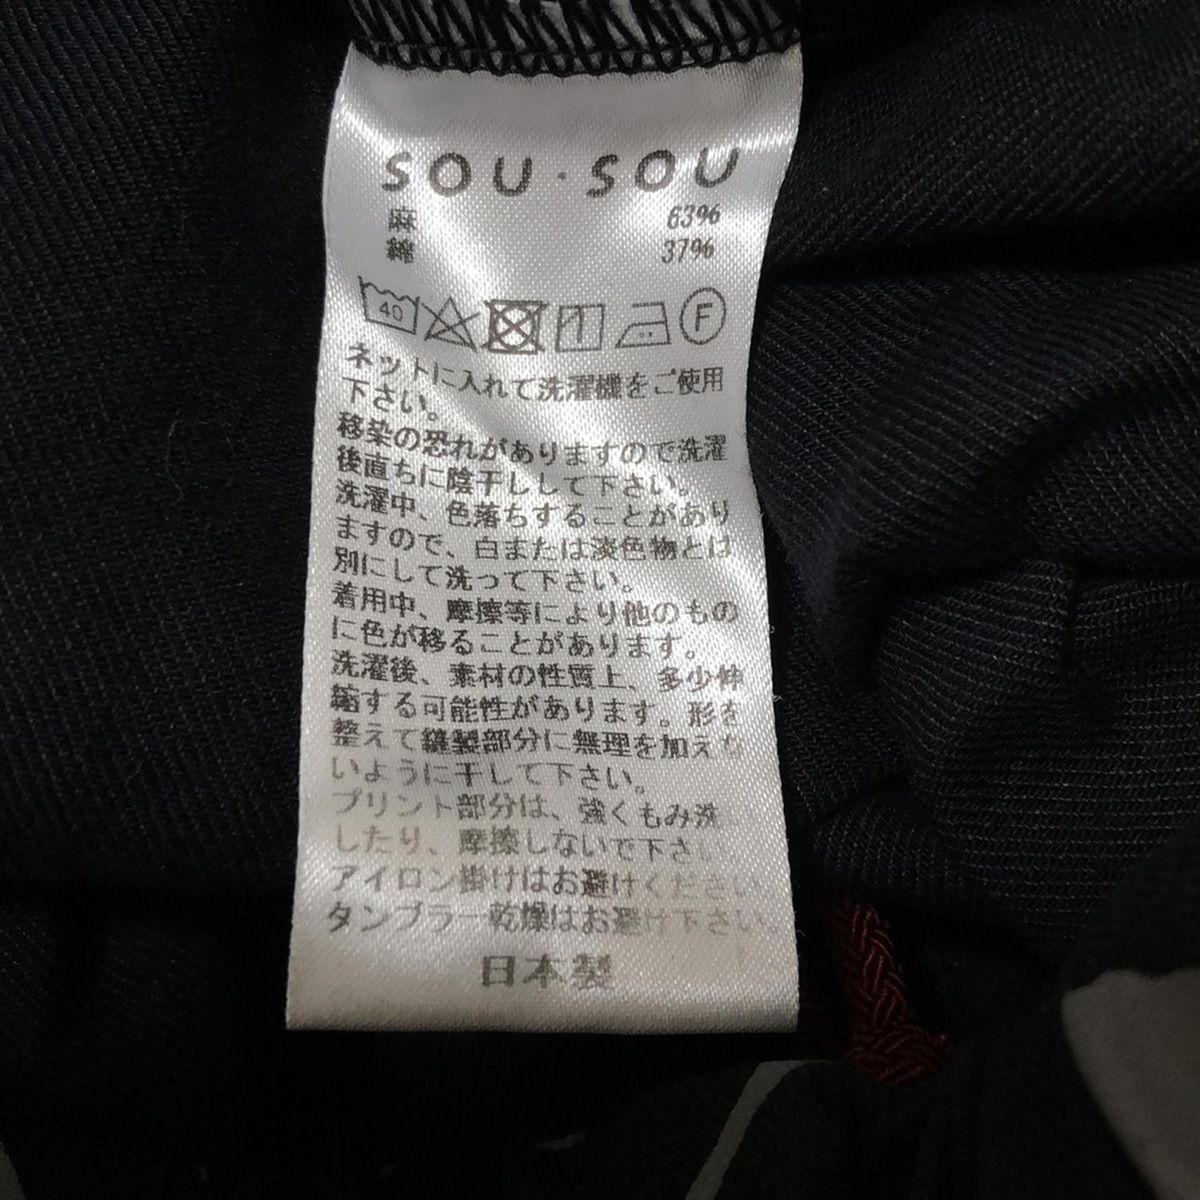 SOU・SOU
麻 63%
綿 37%
40 F
ネットに入れて洗濯機をご使用
下さい。
移染の恐れがありますので洗濯
後直ちに陰干しして下さい。
洗濯中、色落ちすることがあり
ますので、白または淡色物とは
別にして洗って下さい。
着用中、摩擦等により他のもの
に色が移ることがあります。
洗濯後、素材の性質上、多少伸
縮する可能性があります。形を
整えて縫製部分に無理を加えな
いように干して下さい。
プリント部分は、強くもみ洗
したり、摩擦しないで下さい
アイロン掛けはお避けください
タンブラー乾燥はお避け下さい。
日本製